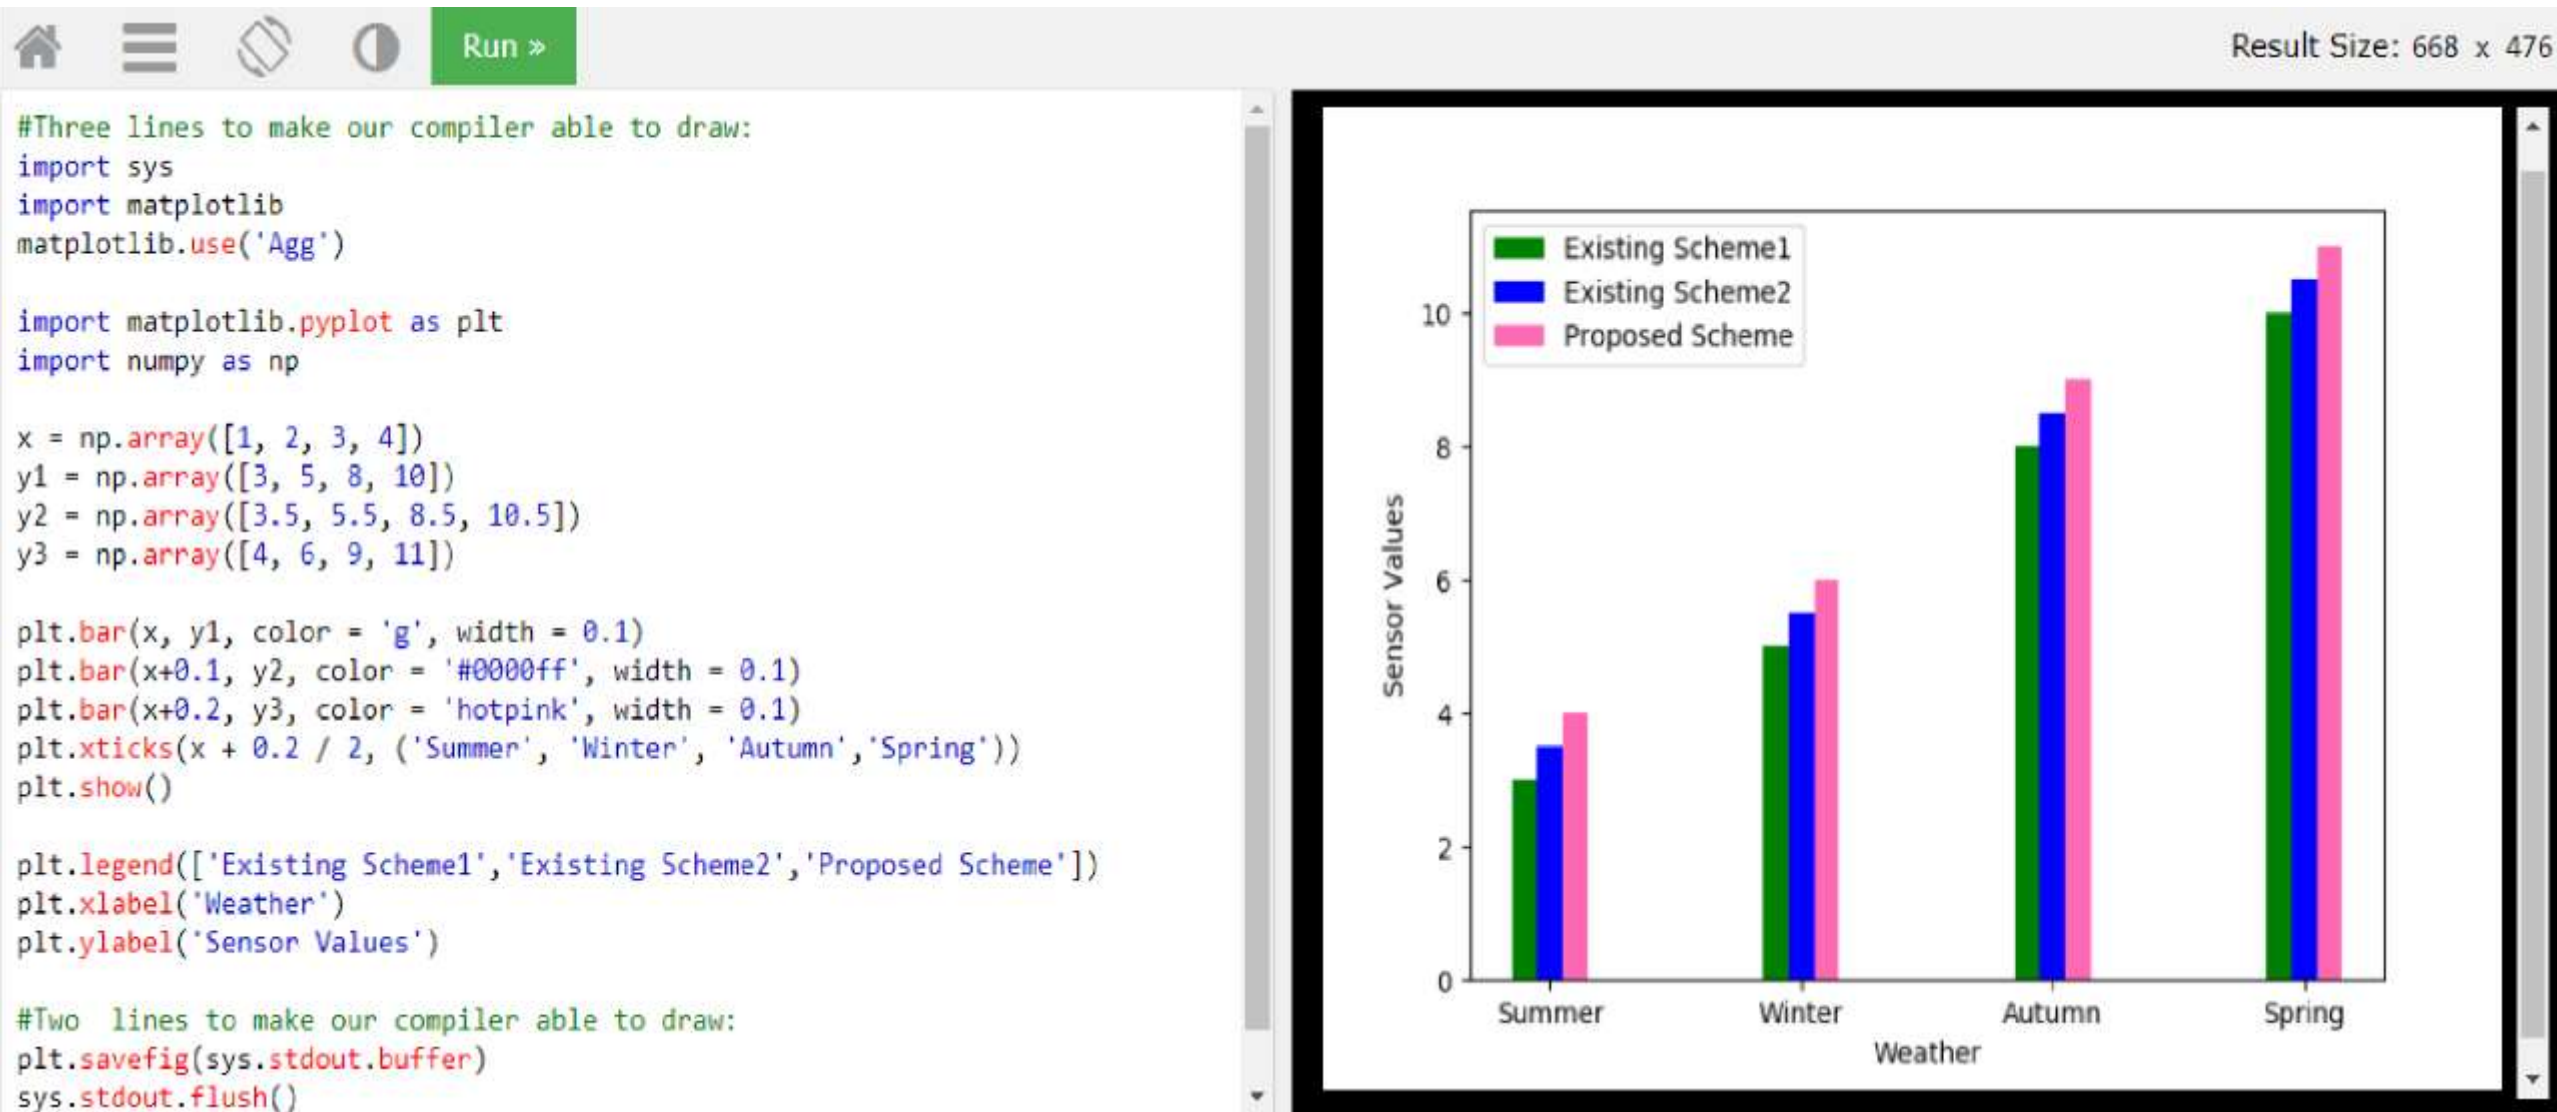 Run »
Result Size: 668 x 476
#Three lines to make our compiler able to draw:
import sys
import matplotlib
matplotlib.use('Agg')
import matplotlib.pyplot as plt
import numpy as np
x = np.array([1, 2, 3, 4])
y1 = np.array([3, 5, 8, 10])
y2 = np.array([3.5, 5.5, 8.5, 10.5])
y3 = np.array([4, 6, 9, 11])
plt.bar(x, y1, color = 'g', width = 0.1)
plt.bar(x+0.1, y2, color = '#0000ff', width = 0.1)
plt.bar(x+0.2, y3, color = 'hotpink', width = 0.1)
plt.xticks(x + 0.2 / 2, ('Summer', 'Winter', 'Autumn','Spring'))
plt.show()
plt.legend(['Existing Scheme1','Existing Scheme2','Proposed Scheme'])
plt.xlabel('Weather')
plt.ylabel('Sensor Values')
#Two  lines to make our compiler able to draw:
plt.savefig(sys.stdout.buffer)
sys.stdout.flush()
Existing Scheme1
Existing Scheme2
Proposed Scheme
10
8
6
4
2
0
Sensor Values
Summer Winter Autumn Spring
Weather